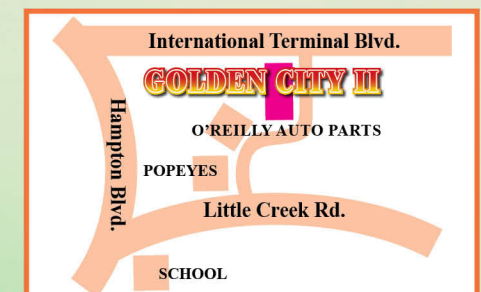 International Terminal Blvd.
GOLDEN CITY II
Hampton Blvd.
O'REILLY AUTO PARTS
POPEYES
Little Creek Rd.
SCHOOL